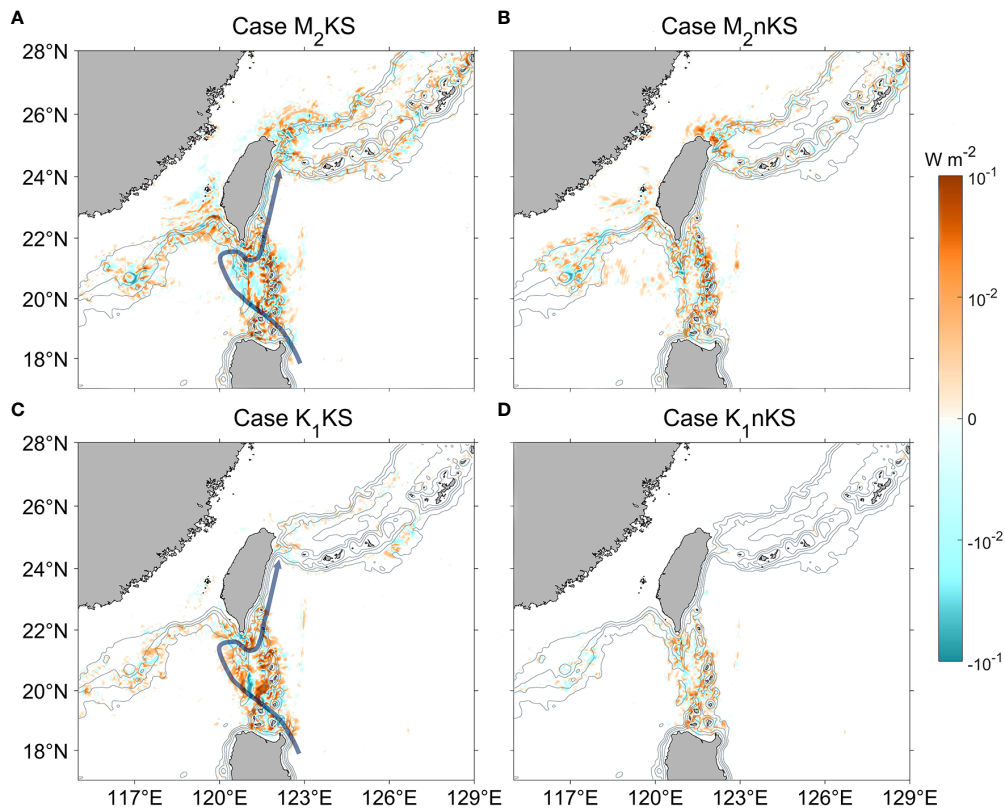 A
Case M₂KS
28°N
26°N
24°N
22°N
20°N
18°N
B
Case M₂nKS
W m⁻²
10⁻¹
10⁻²
0
-10⁻²
-10⁻¹
C
Case K₁KS
28°N
26°N
24°N
22°N
20°N
18°N
117°E 120°E 123°E 126°E 129°E
D
Case K₁nKS
117°E 120°E 123°E 126°E 129°E